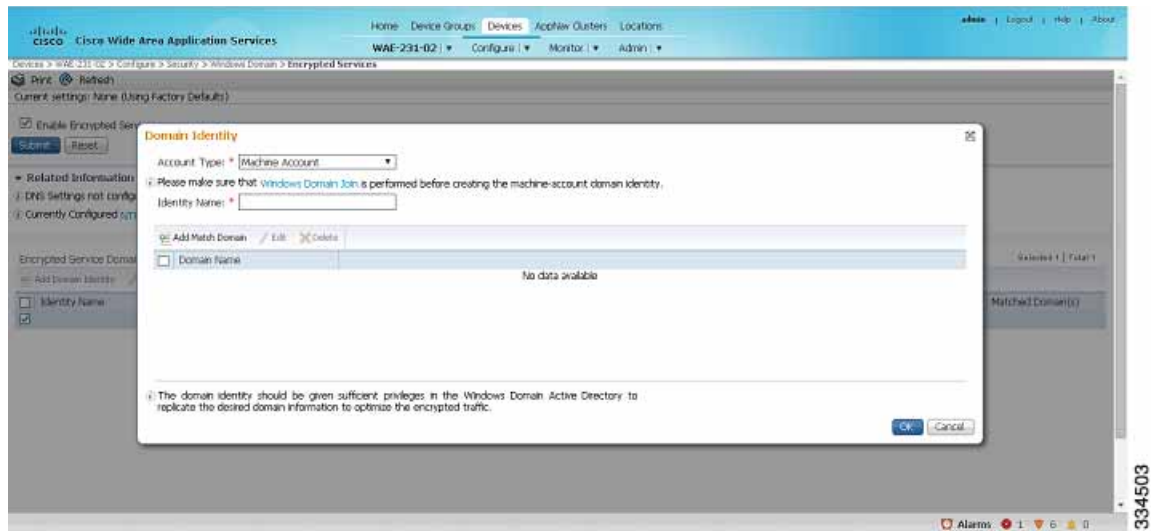 Home Device Groups Devices AppNav Clusters Locations
admin | Logout | Help | About
cisco Cisco Wide Area Application Services
WAE-231-02 Configure Monitor Admin
Devices > WAE-231-02 > Configure > Security > Windows Domain > Encrypted Services
Print Refresh
Current settings: None (Using Factory Defaults)
Enable Encrypted Serv
Submit Reset
Domain Identity
Account Type: * Machine Account
Related Information
Please make sure that Windows Domain Join is performed before creating the machine-account domain identity.
DNS Settings not config
Identity Name: *
Currently Configured
Add Match Domain Edit Delete
Encrypted Service Domai
Domain Name
Selected 1 | Total 1
No data available
Add Domain Identity
Identity Name
Matched Domain(s)
The domain identity should be given sufficient privileges in the Windows Domain Active Directory to
replicate the desired domain information to optimize the encrypted traffic.
OK Cancel
Alarms 1 6 0
334503